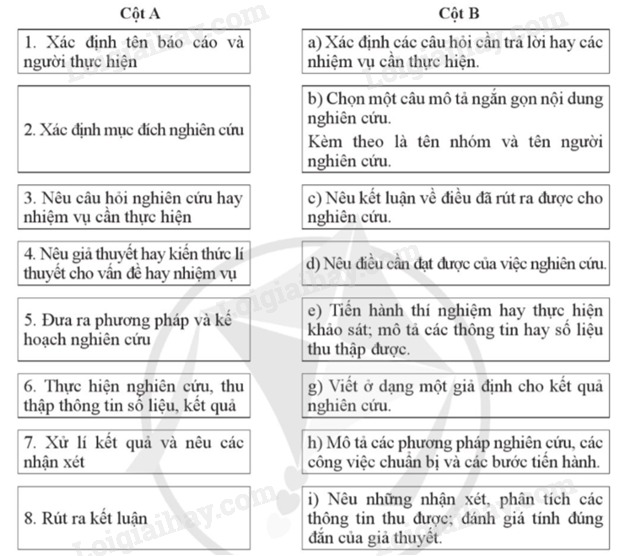 Cột A
Cột B
1. Xác định tên báo cáo và
người thực hiện
a) Xác định các câu hỏi cần trả lời hay các
nhiệm vụ cần thực hiện.
2. Xác định mục đích nghiên cứu
b) Chọn một câu mô tả ngắn gọn nội dung
nghiên cứu.
Kèm theo là tên nhóm và tên người
nghiên cứu.
3. Nêu câu hỏi nghiên cứu hay
nhiệm vụ cần thực hiện
c) Nêu kết luận về điều đã rút ra được cho
nghiên cứu.
4. Nêu giả thuyết hay kiến thức lí
thuyết cho vấn đề hay nhiệm vụ
d) Nêu điều cần đạt được của việc nghiên cứu.
5. Đưa ra phương pháp và kế
hoạch nghiên cứu
e) Tiến hành thí nghiệm hay thực hiện
khảo sát; mô tả các thông tin hay số liệu
thu thập được.
6. Thực hiện nghiên cứu, thu
thập thông tin số liệu, kết quả
g) Viết ở dạng một giả định cho kết quả
nghiên cứu.
7. Xử lí kết quả và nêu các
nhận xét
h) Mô tả các phương pháp nghiên cứu, các
công việc chuẩn bị và các bước tiến hành.
8. Rút ra kết luận
i) Nêu những nhận xét, phân tích các
thông tin thu được; đánh giá tính đúng
đắn của giả thuyết.
Loigiaihay.com
Loigiaihay.com
Loigiaihay.com
Loigiaihay.com
Loigiaihay.com